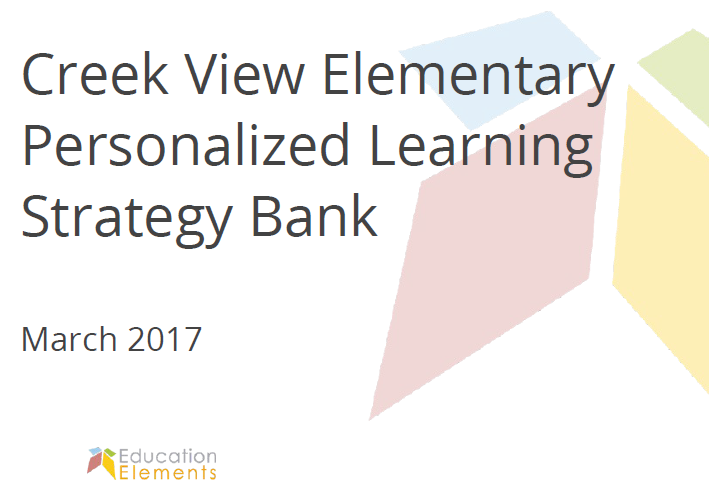 Creek View Elementary
Personalized Learning
Strategy Bank
March 2017
Education
Elements